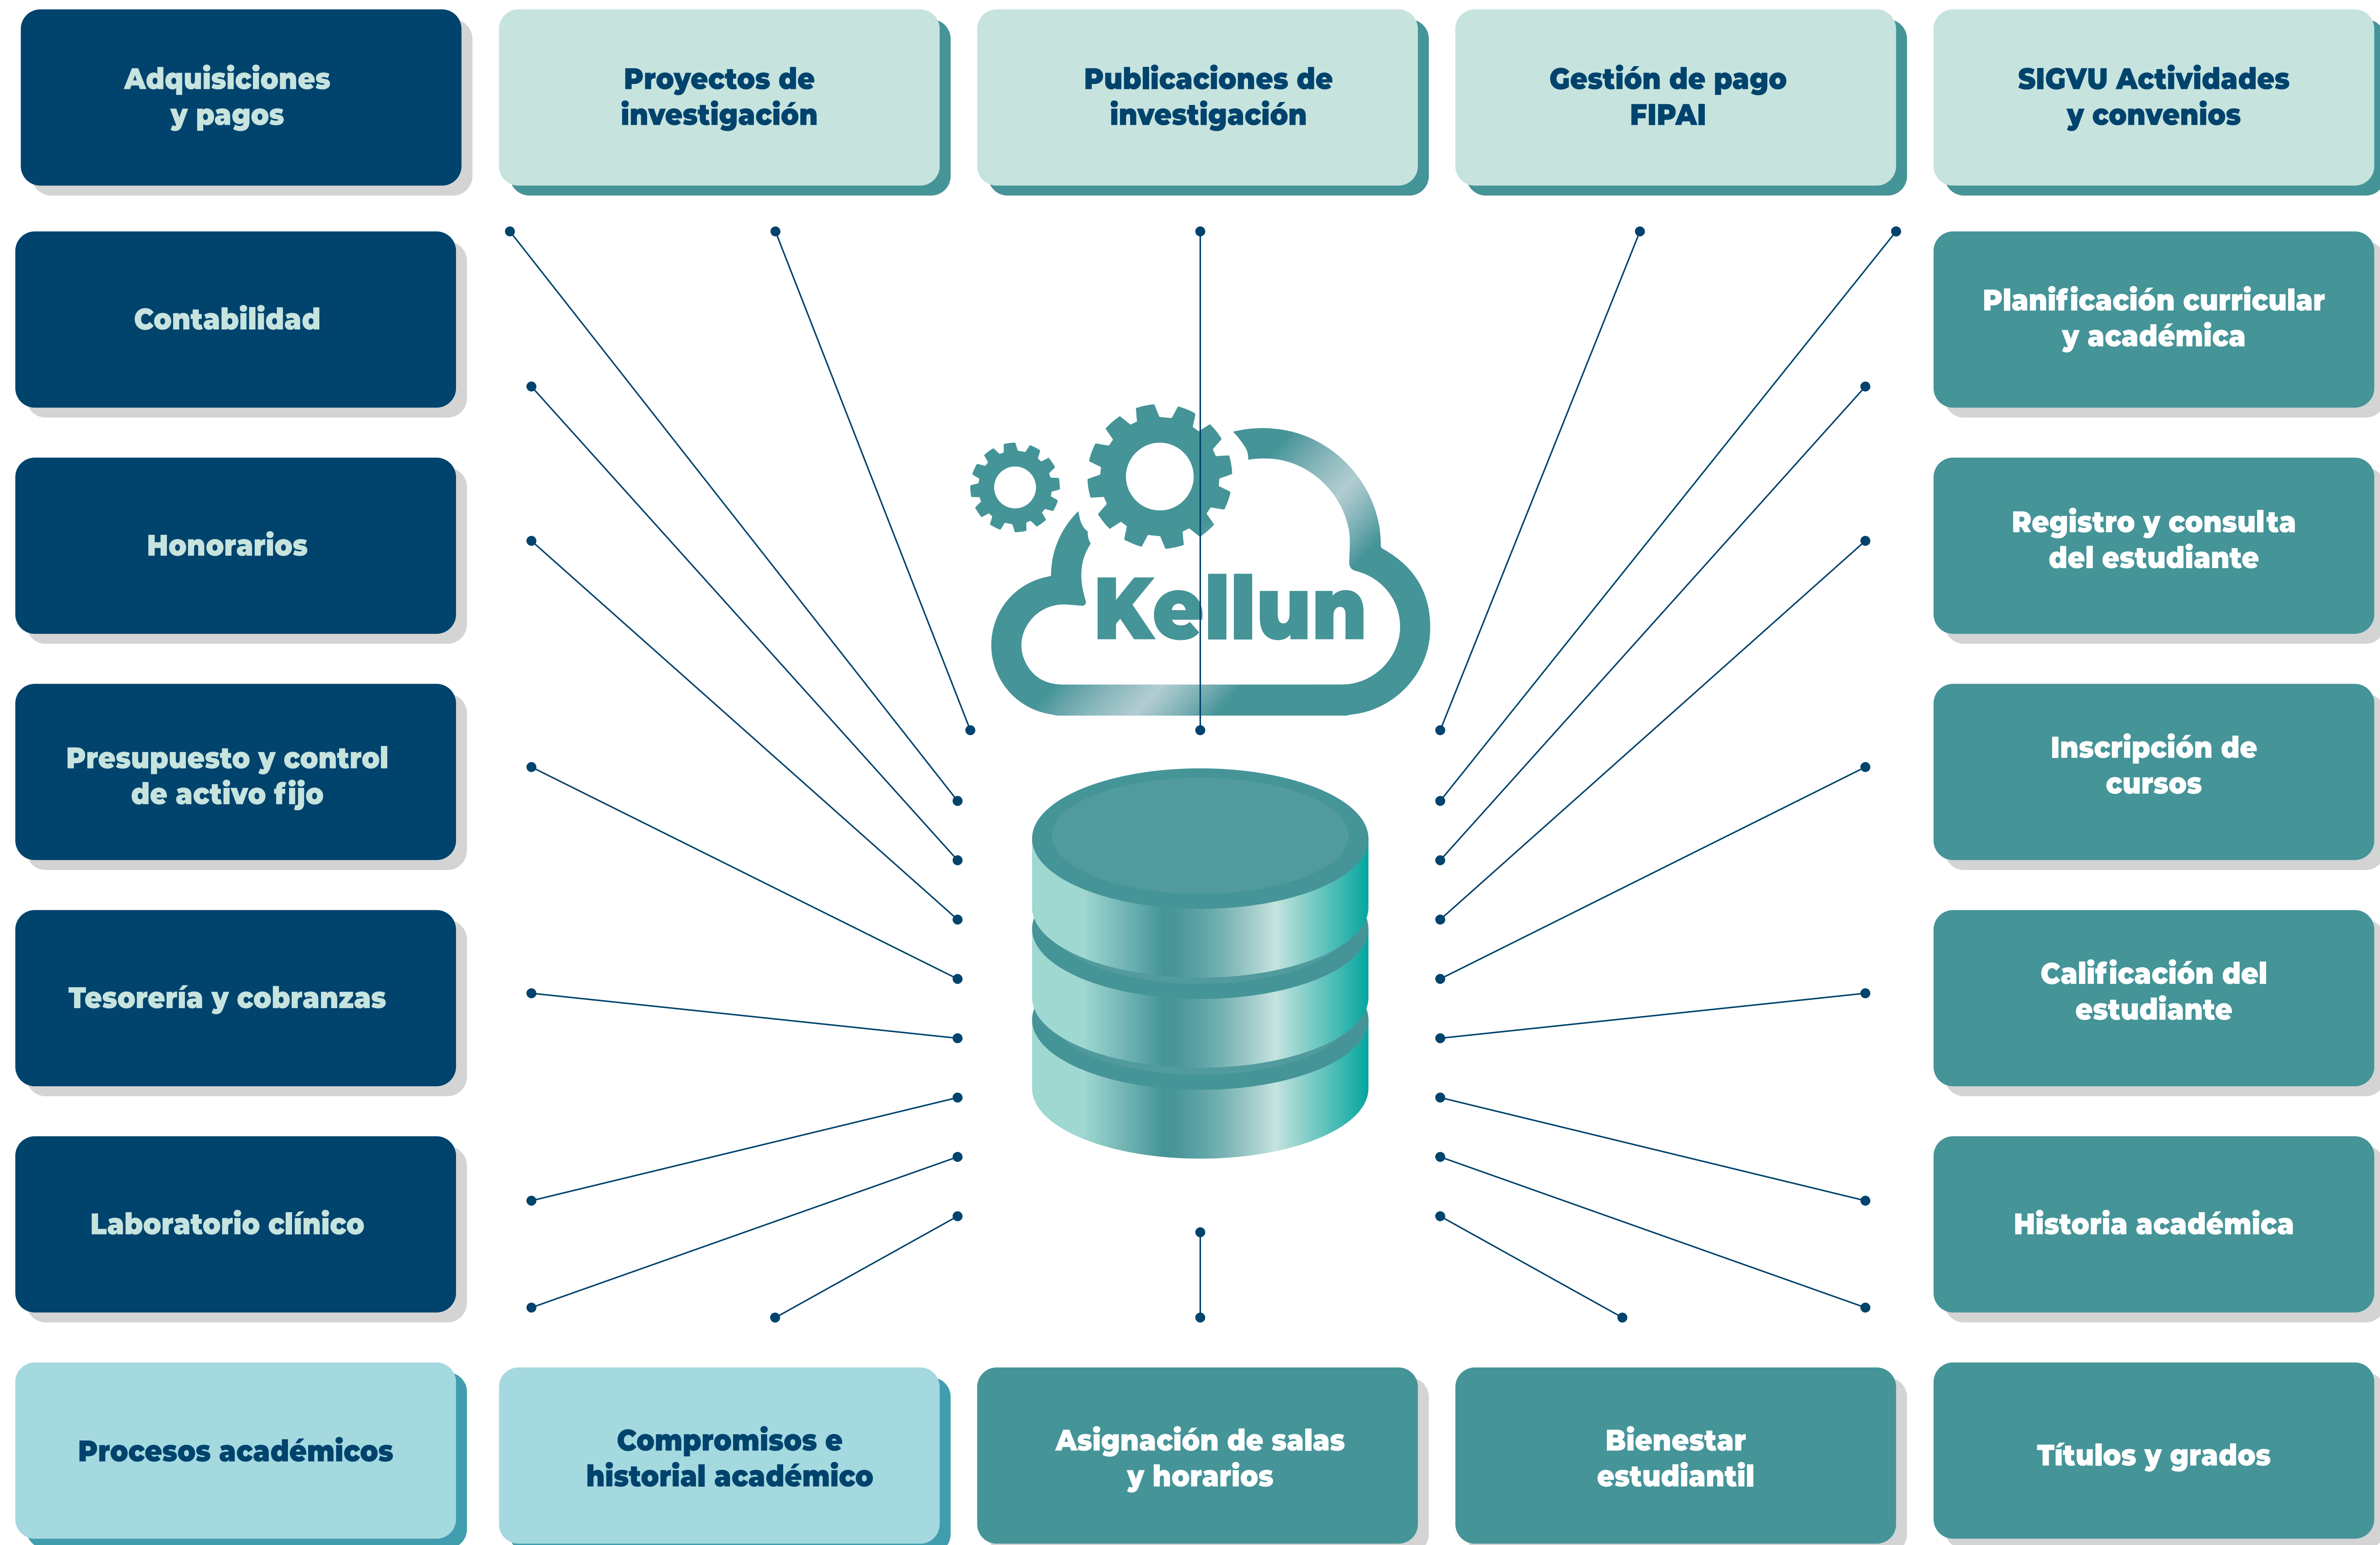 Adquisiciones
y pagos
Proyectos de
investigación
Publicaciones de
investigación
Gestión de pago
FIPAI
SIGVU Actividades
y convenios
Contabilidad
Planificación curricular
y académica
Honorarios
Registro y consulta
del estudiante
Kellun
Presupuesto y control
de activo fijo
Inscripción de
cursos
Tesorería y cobranzas
Calificación del
estudiante
Laboratorio clínico
Historia académica
Procesos académicos
Compromisos e
historial académico
Asignación de salas
y horarios
Bienestar
estudiantil
Títulos y grados